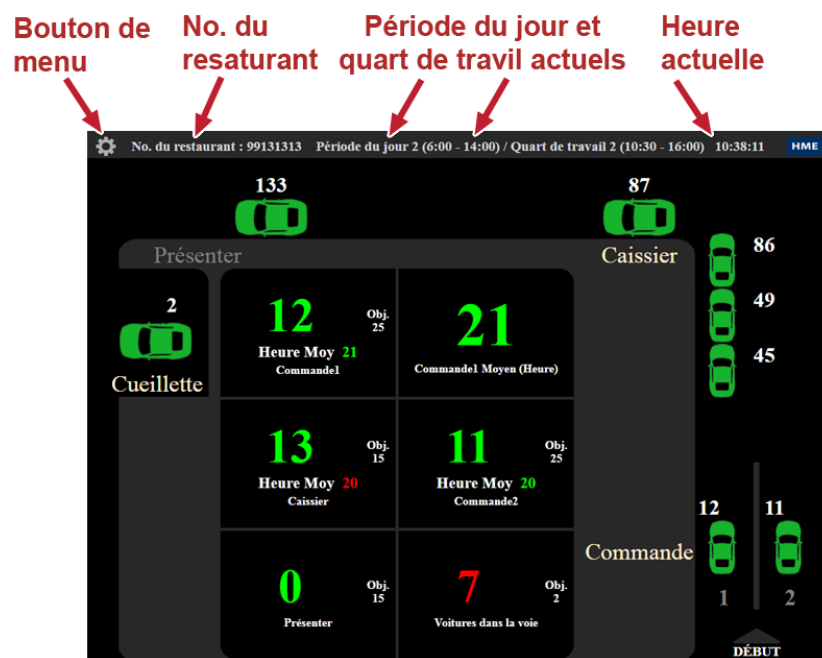 Bouton de
menu
No. du
resaturant
Période du jour et
quart de travil actuels
Heure
actuelle
No. du restaurant : 99131313 Période du jour 2 (6:00 - 14:00) / Quart de travail 2 (10:30 - 16:00) 10:38:11 HME
133
87
Présenter
Caissier
86
2
49
45
Cueillette
12
Obj.
25
Heure Moy 21
Commande1
21
Commande1 Moyen (Heure)
13
Obj.
15
Heure Moy 20
Caissier
11
Obj.
25
Heure Moy 20
Commande2
0
Obj.
15
Présenter
7
Obj.
2
Voitures dans la voie
12
11
Commande
1
2
DÉBUT